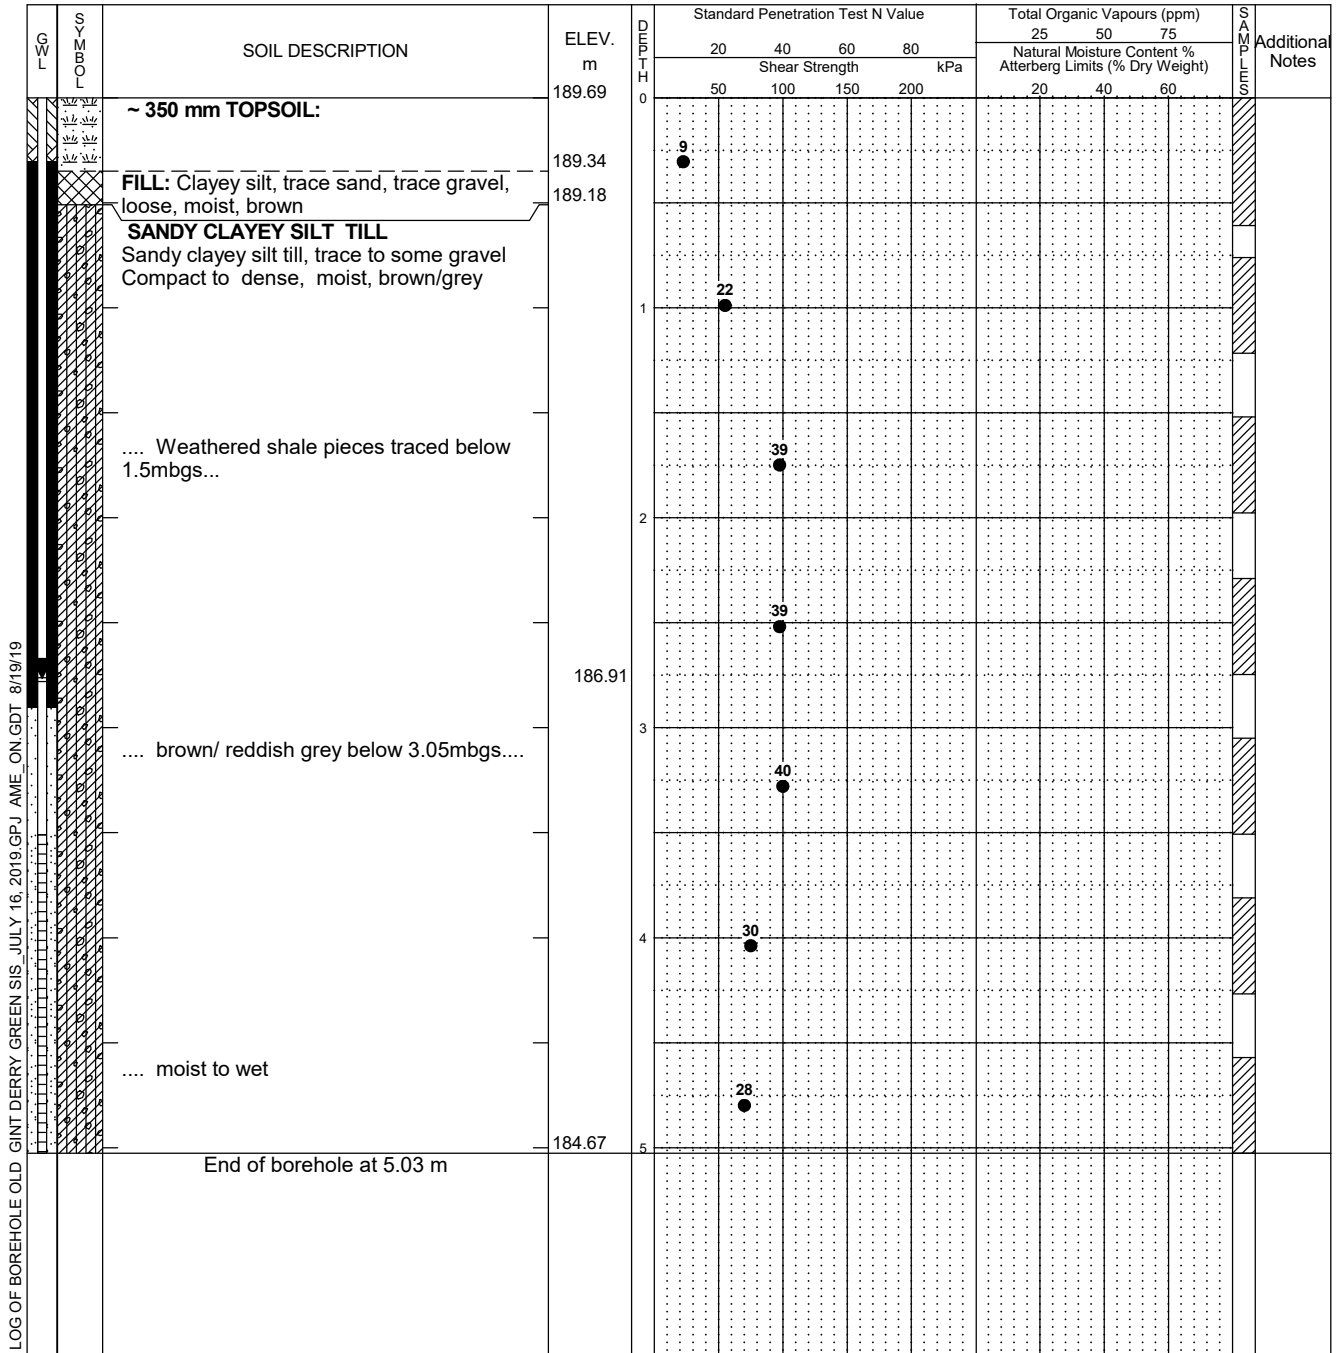 GWL
SYMBOL
SOIL DESCRIPTION
ELEV.
m
DEPTH
Standard Penetration Test N Value
20 40 60 80
Shear Strength kPa
50 100 150 200
Total Organic Vapours (ppm)
25 50 75
Natural Moisture Content %
Atterberg Limits (% Dry Weight)
20 40 60
SAMPLES
Additional
Notes
189.69
0
~ 350 mm TOPSOIL:
9
189.34
FILL: Clayey silt, trace sand, trace gravel,
loose, moist, brown
189.18
SANDY CLAYEY SILT TILL
Sandy clayey silt till, trace to some gravel
Compact to dense, moist, brown/grey
22
1
.... Weathered shale pieces traced below
1.5mbgs...
39
2
39
186.91
3
.... brown/ reddish grey below 3.05mbgs....
40
30
4
.... moist to wet
28
184.67
5
End of borehole at 5.03 m
LOG OF BOREHOLE OLD GINT DERRY GREEN SIS_JULY 16, 2019.GPJ AME_ON.GDT 8/19/19